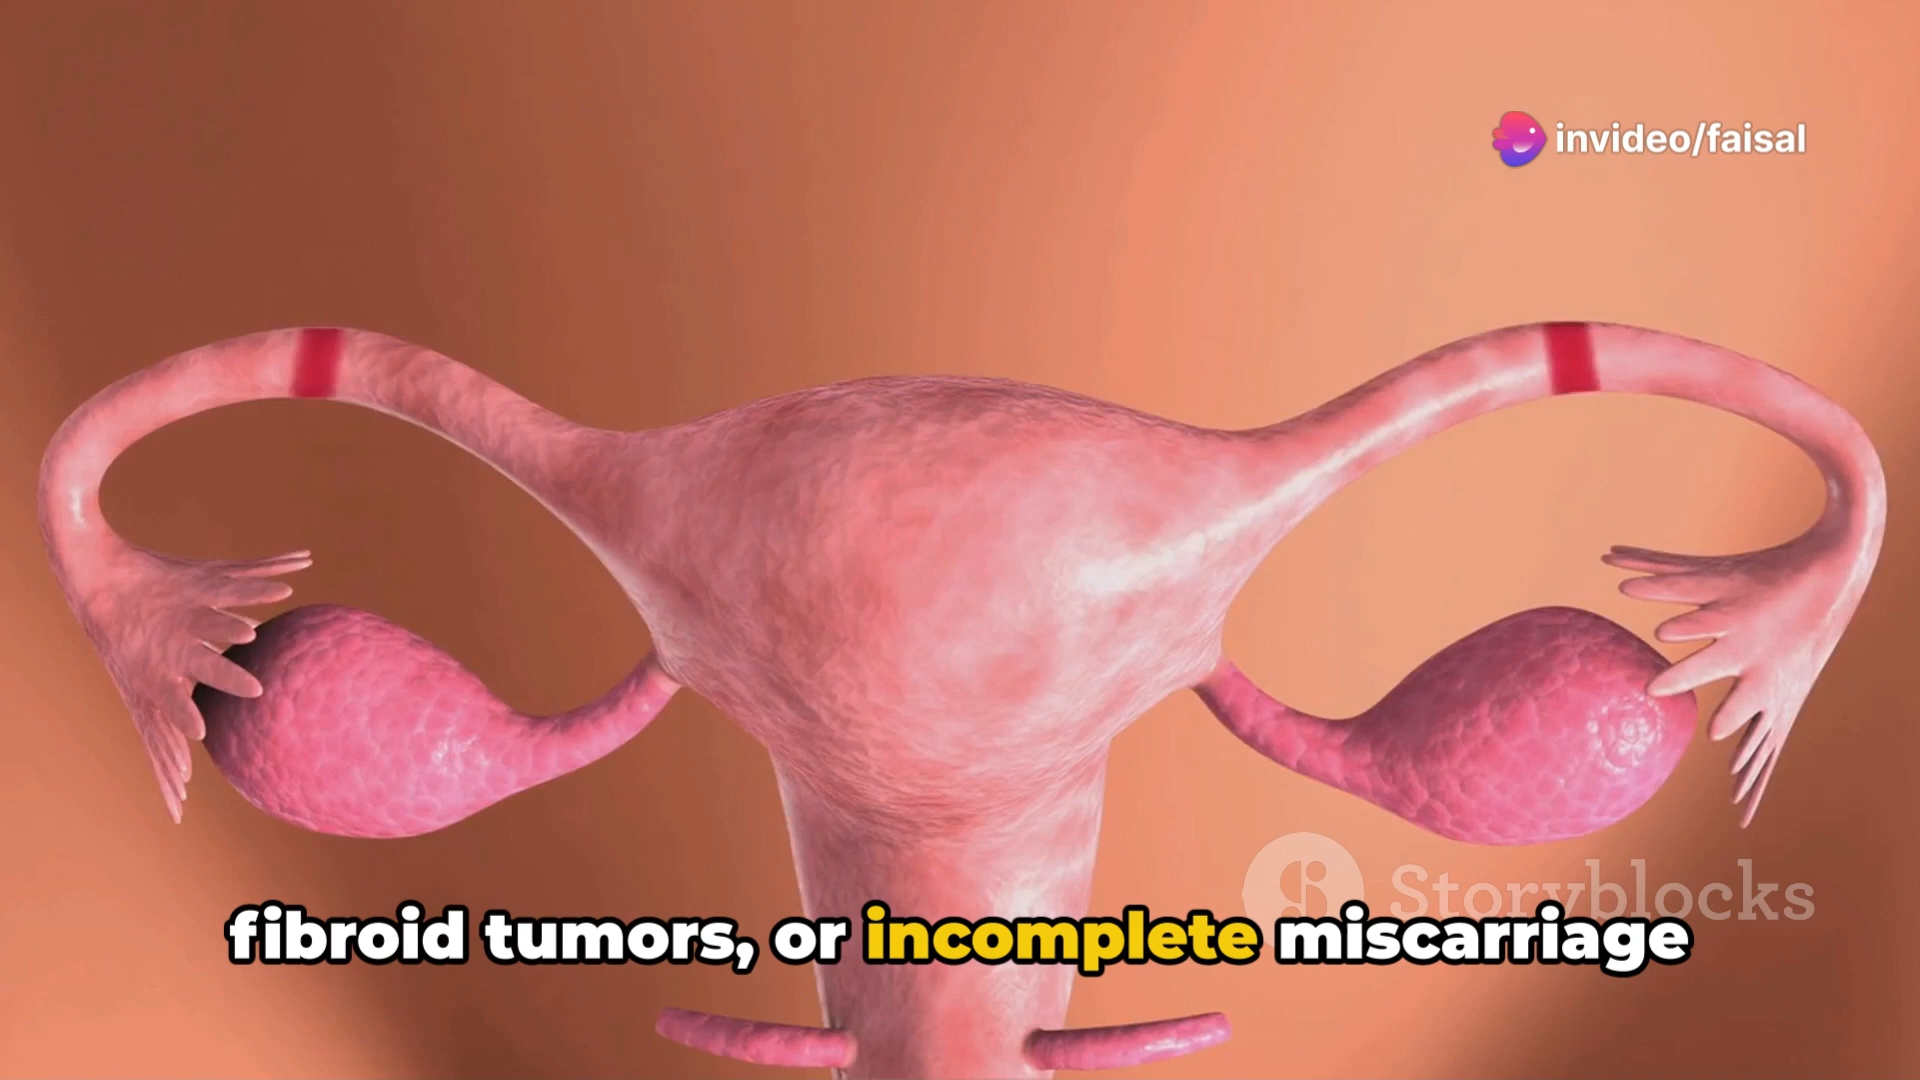 invideo/faisal
Storyblocks
fibroid tumors, or incomplete miscarriage